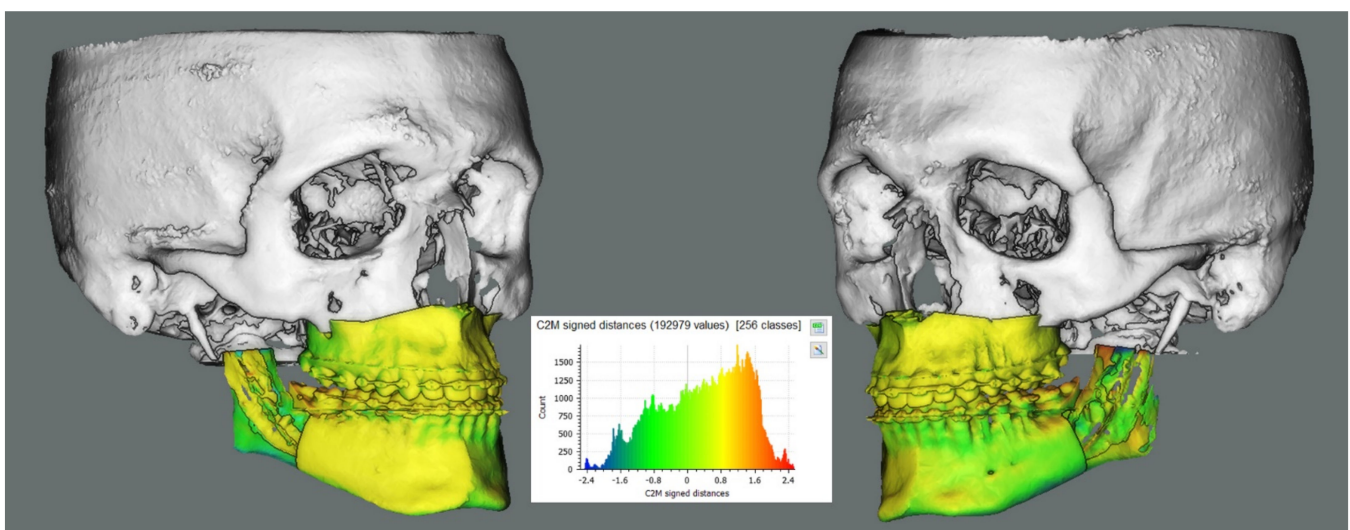 C2M signed distances (192979 values) [256 classes]
Count
1500
1250
1000
750
500
250
0
-2.4 -1.6 -0.8 0 0.8 1.6 2.4
C2M signed distances